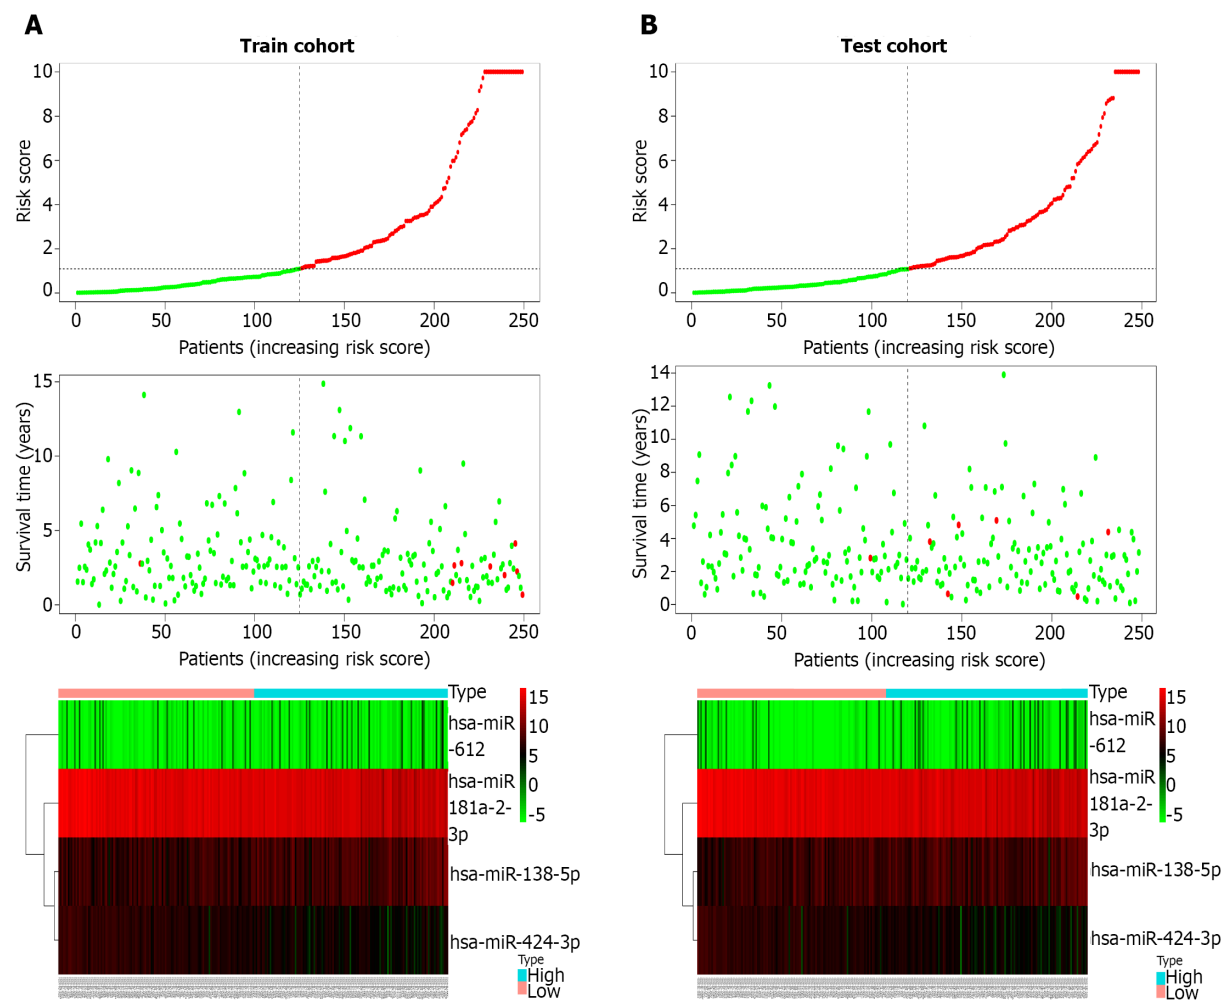 A
Train cohort
Risk score
10
8
6
4
2
0
0 50 100 150 200 250
Patients (increasing risk score)
Survival time (years)
15
10
5
0
0 50 100 150 200 250
Patients (increasing risk score)
Type
hsa-miR
-612
hsa-miR
181a-2-
3p
hsa-miR-138-5p
hsa-miR-424-3p
15
10
5
0
-5
Type
High
Low
B
Test cohort
Risk score
10
8
6
4
2
0
0 50 100 150 200 250
Patients (increasing risk score)
Survival time (years)
14
12
10
8
6
4
2
0
0 50 100 150 200 250
Patients (increasing risk score)
Type
hsa-miR
-612
hsa-miR
181a-2-
3p
hsa-miR-138-5p
hsa-miR-424-3p
15
10
5
0
-5
Type
High
Low